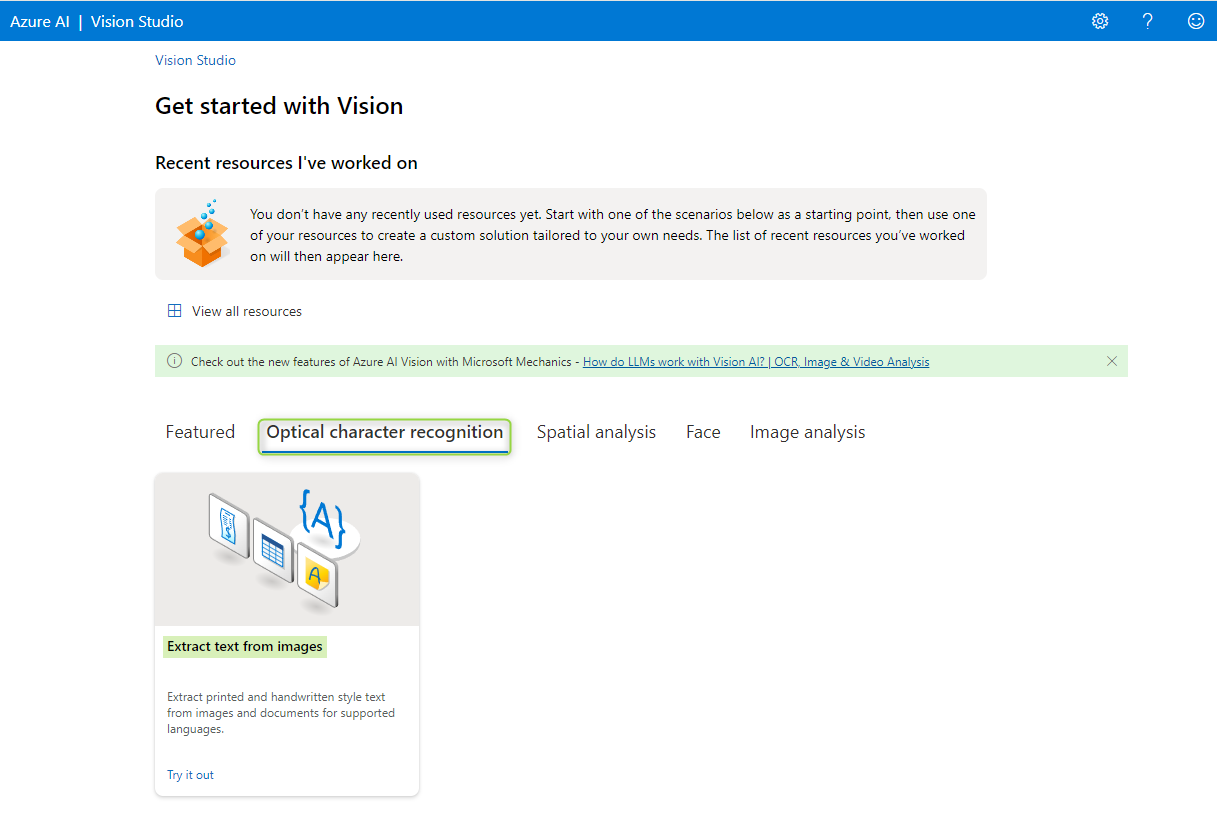 Azure AI | Vision Studio
Vision Studio
Get started with Vision
Recent resources I've worked on
You don't have any recently used resources yet. Start with one of the scenarios below as a starting point, then use one
of your resources to create a custom solution tailored to your own needs. The list of recent resources you've worked
on will then appear here.
View all resources
Check out the new features of Azure AI Vision with Microsoft Mechanics - How do LLMs work with Vision AI? | OCR, Image & Video Analysis
Featured Optical character recognition Spatial analysis Face Image analysis
{A}
$
A
Extract text from images
Extract printed and handwritten style text
from images and documents for supported
languages.
Try it out